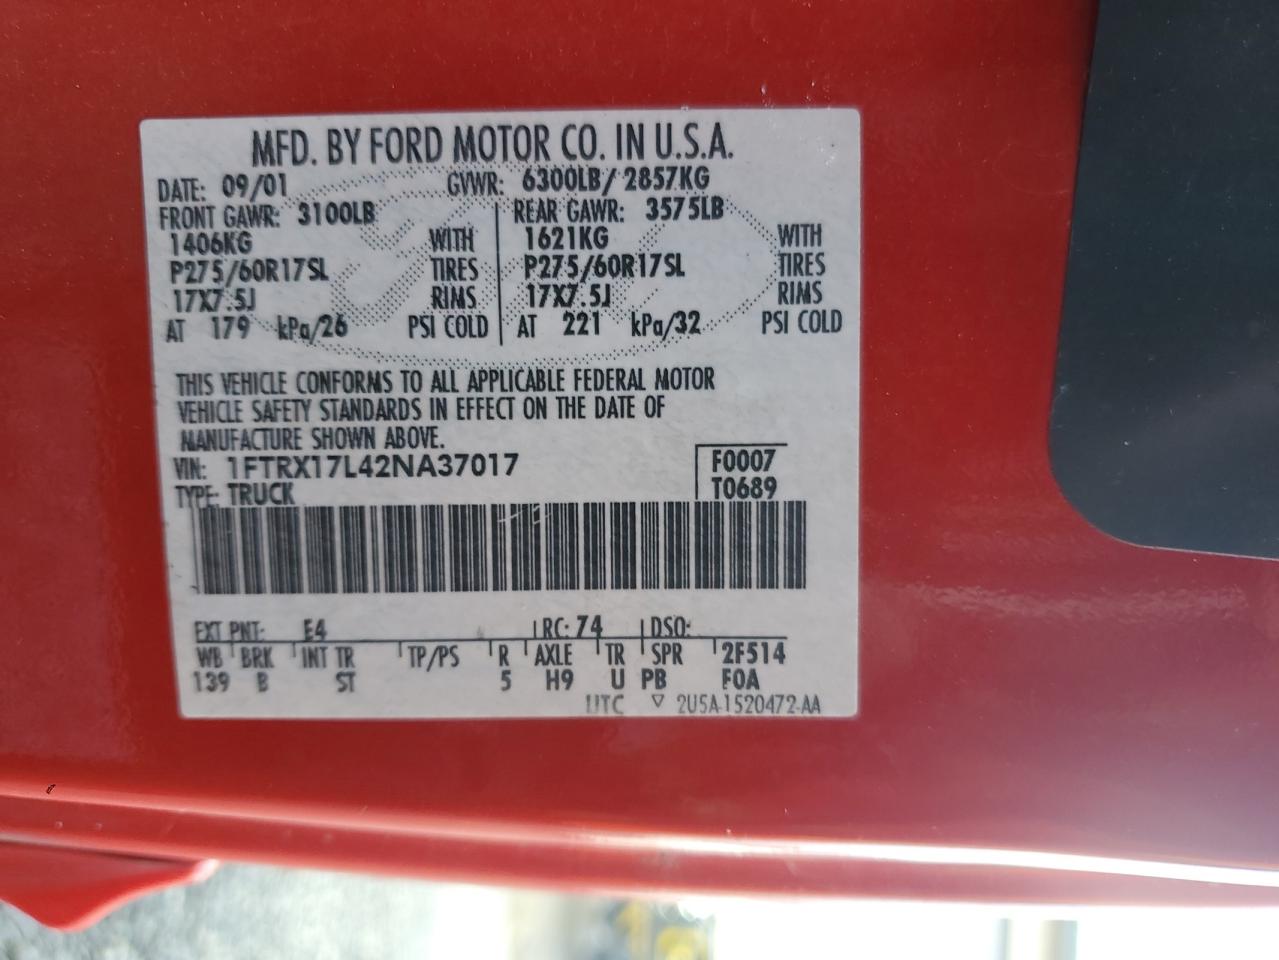 MFD. BY FORD MOTOR CO. IN U.S.A.
DATE: 09/01 GVWR: 6300LB/2857KG
FRONT GAWR: 3100LB REAR GAWR: 3575LB
1406KG WITH 1621KG WITH
P275/60R17SL TIRES P275/60R17SL TIRES
17X7.5J RIMS 17X7.5J RIMS
AT 179 kPa/26 PSI COLD AT 221 kPa/32 PSI COLD
THIS VEHICLE CONFORMS TO ALL APPLICABLE FEDERAL MOTOR
VEHICLE SAFETY STANDARDS IN EFFECT ON THE DATE OF
MANUFACTURE SHOWN ABOVE.
VIN: 1FTRX17L42NA37017 F0007
TYPE: TRUCK T0689
EXT PNT: E4 RC: 74 DSO:
WB BRK INT TR TP/PS R AXLE TR SPR 2F514
139 B ST 5 H9 U PB F0A
UTC ▽ 2U5A-1520472-AA